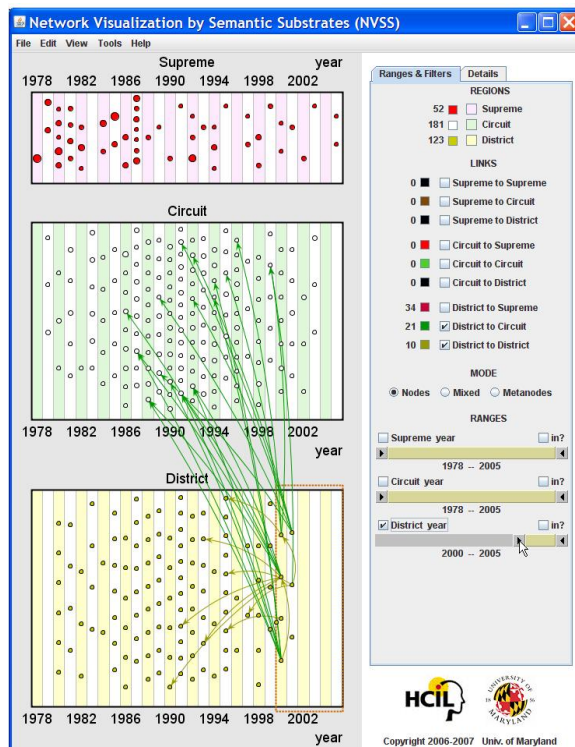 Network Visualization by Semantic Substrates (NVSS)
File Edit View Tools Help
Supreme year
1978 1982 1986 1990 1994 1998 2002
Circuit
1978 1982 1986 1990 1994 1998 2002
year
District
1978 1982 1986 1990 1994 1998 2002
year
Ranges & Filters Details
REGIONS
52 Supreme
181 Circuit
123 District
LINKS
0 Supreme to Supreme
0 Supreme to Circuit
0 Supreme to District
0 Circuit to Supreme
0 Circuit to Circuit
0 Circuit to District
34 District to Supreme
21 District to Circuit
10 District to District
MODE
Nodes Mixed Metanodes
RANGES
Supreme year in?
1978 -- 2005
Circuit year in?
1978 -- 2005
District year in?
2000 -- 2005
HCIL
UNIVERSITY OF
MARYLAND
18 56
Copyright 2006-2007 Univ. of Maryland